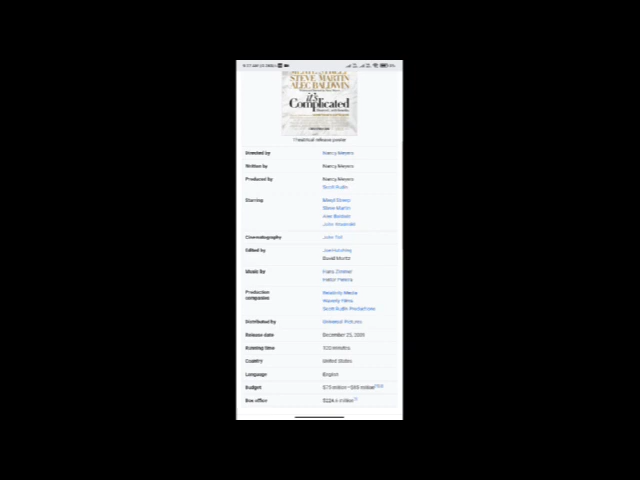 STEVE MARTIN
ALEC BALDWIN
it's
Complicated
Theatrical release poster
Directed by Nancy Meyers
Written by Nancy Meyers
Produced by Nancy Meyers
Scott Rudin
Starring Meryl Streep
Steve Martin
Alec Baldwin
John Krasinski
Cinematography John Toll
Edited by Joe Hutshing
David Moritz
Music by Hans Zimmer
Heitor Pereira
Production companies Relativity Media
Waverly Films
Scott Rudin Productions
Distributed by Universal Pictures
Release date December 25, 2009
Running time minutes
Country United States
Language English
Budget million
Box office million